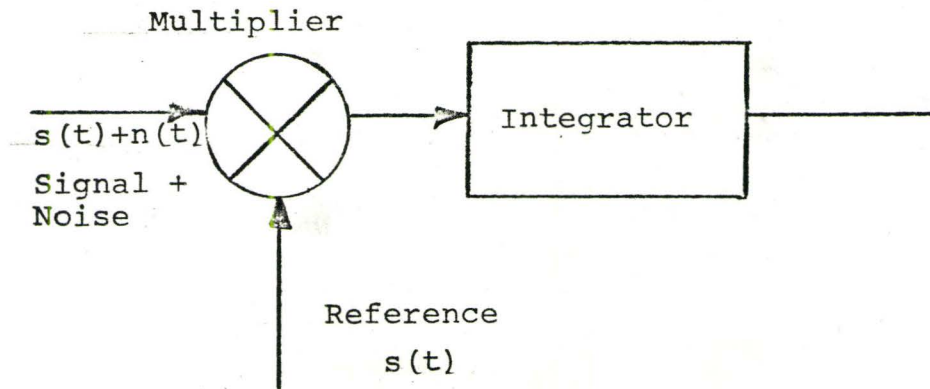 Multiplier
s(t)+n(t)
Signal +
Noise
Integrator
Reference
s(t)